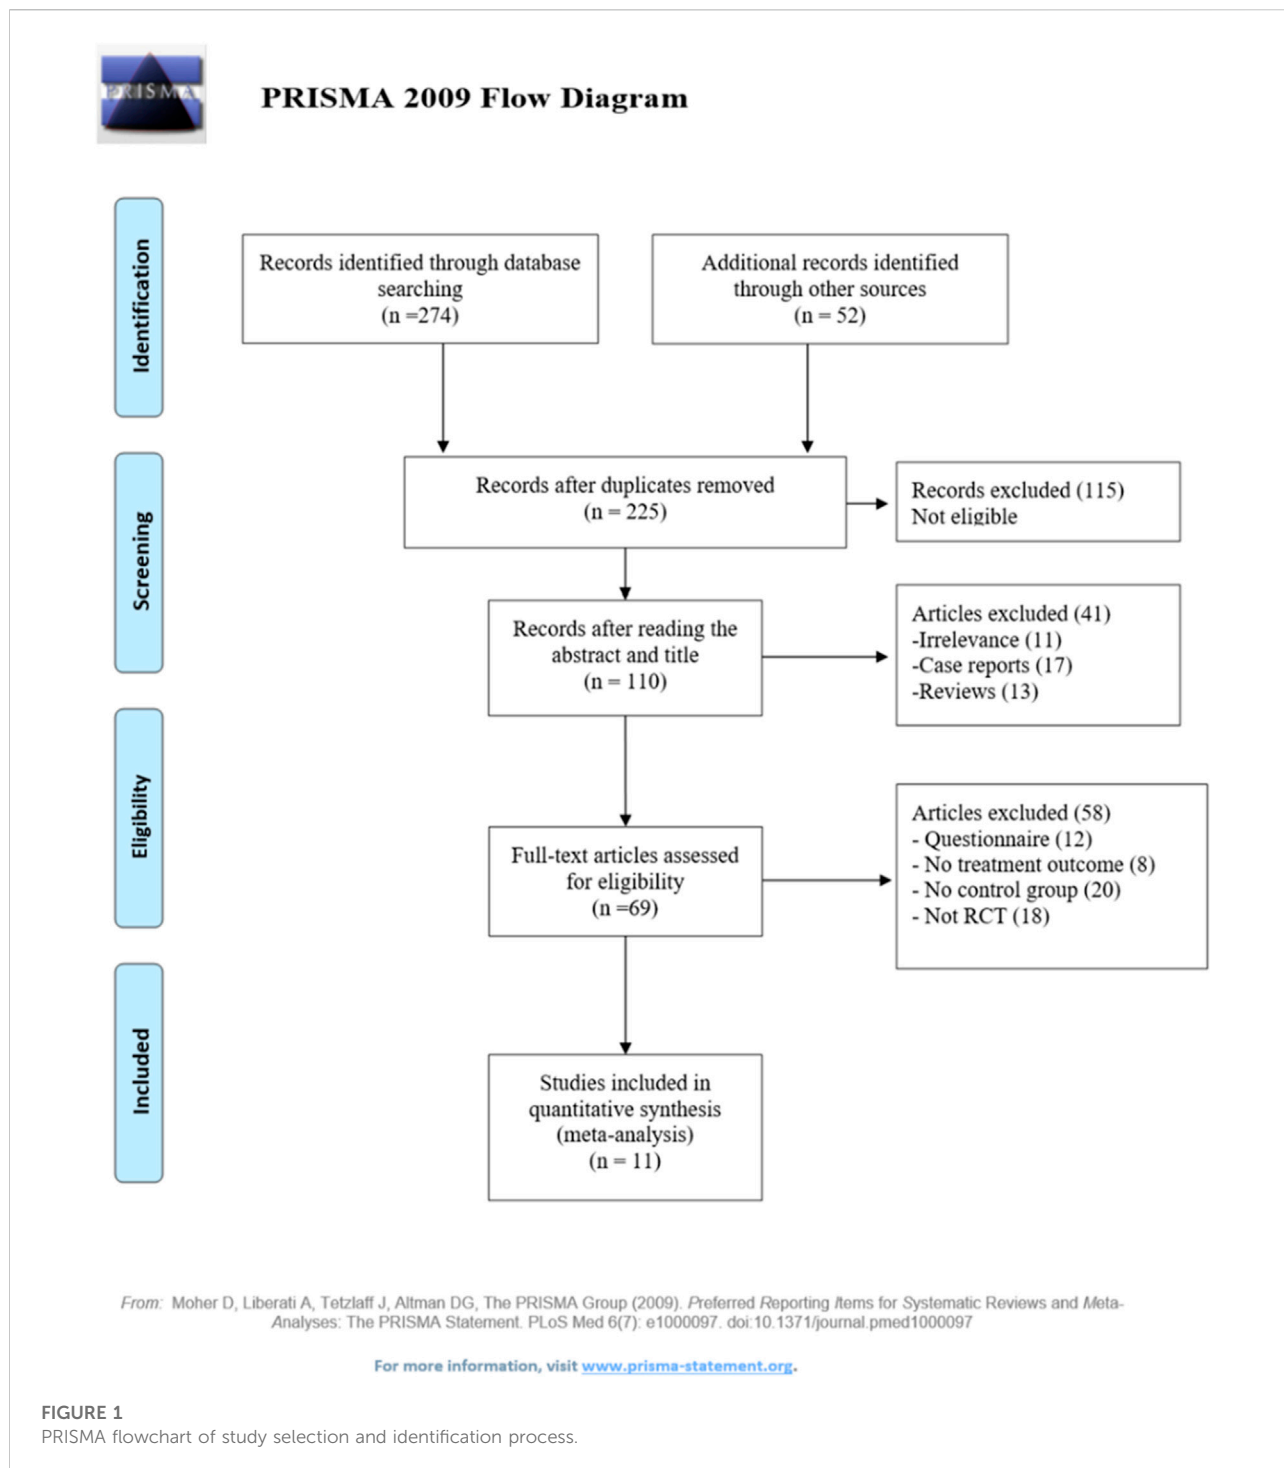 PRISMA
PRISMA 2009 Flow Diagram
Identification
Records identified through database
searching
(n =274)
Additional records identified
through other sources
(n = 52)
Screening
Records after duplicates removed
(n = 225)
Records excluded (115)
Not eligible
Records after reading the
abstract and title
(n = 110)
Articles excluded (41)
-Irrelevance (11)
-Case reports (17)
-Reviews (13)
Eligibility
Full-text articles assessed
for eligibility
(n =69)
Articles excluded (58)
- Questionnaire (12)
- No treatment outcome (8)
- No control group (20)
- Not RCT (18)
Included
Studies included in
quantitative synthesis
(meta-analysis)
(n = 11)
From: Moher D, Liberati A, Tetzlaff J, Altman DG, The PRISMA Group (2009). Preferred Reporting Items for Systematic Reviews and Meta-
Analyses: The PRISMA Statement. PLoS Med 6(7): e1000097. doi:10.1371/journal.pmed1000097
For more information, visit www.prisma-statement.org.
FIGURE 1
PRISMA flowchart of study selection and identification process.